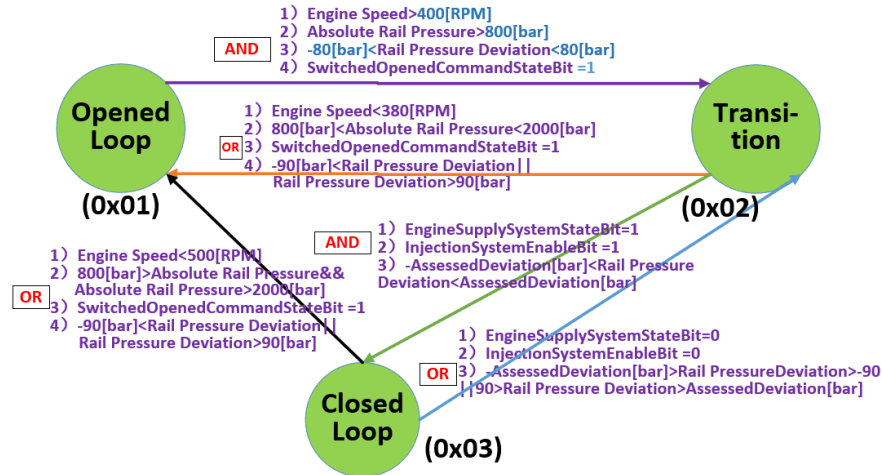 1）Engine Speed>400[RPM]
2）Absolute Rail Pressure>800[bar]
AND
3）-80[bar]<Rail Pressure Deviation<80[bar]
4）SwitchedOpenedCommandStateBit =1
Opened
Loop
(0x01)
Transi-
tion
(0x02)
1）Engine Speed<380[RPM]
2）800[bar]<Absolute Rail Pressure<2000[bar]
OR
3）SwitchedOpenedCommandStateBit =1
4）-90[bar]<Rail Pressure Deviation||
Rail Pressure Deviation>90[bar]
1）EngineSupplySystemStateBit=1
AND
2）InjectionSystemEnableBit =1
3）-AssessedDeviation[bar]<Rail Pressure
Deviation<AssessedDeviation[bar]
1）Engine Speed<500[RPM]
2）800[bar]>Absolute Rail Pressure&&
Absolute Rail Pressure>2000[bar]
OR
3）SwitchedOpenedCommandStateBit =1
4）-90[bar]<Rail Pressure Deviation||
Rail Pressure Deviation>90[bar]
1）EngineSupplySystemStateBit=0
2）InjectionSystemEnableBit =0
OR
3）-AssessedDeviation[bar]>Rail PressureDeviation>-90
||90>Rail Pressure Deviation>AssessedDeviation[bar]
Closed
Loop
(0x03)